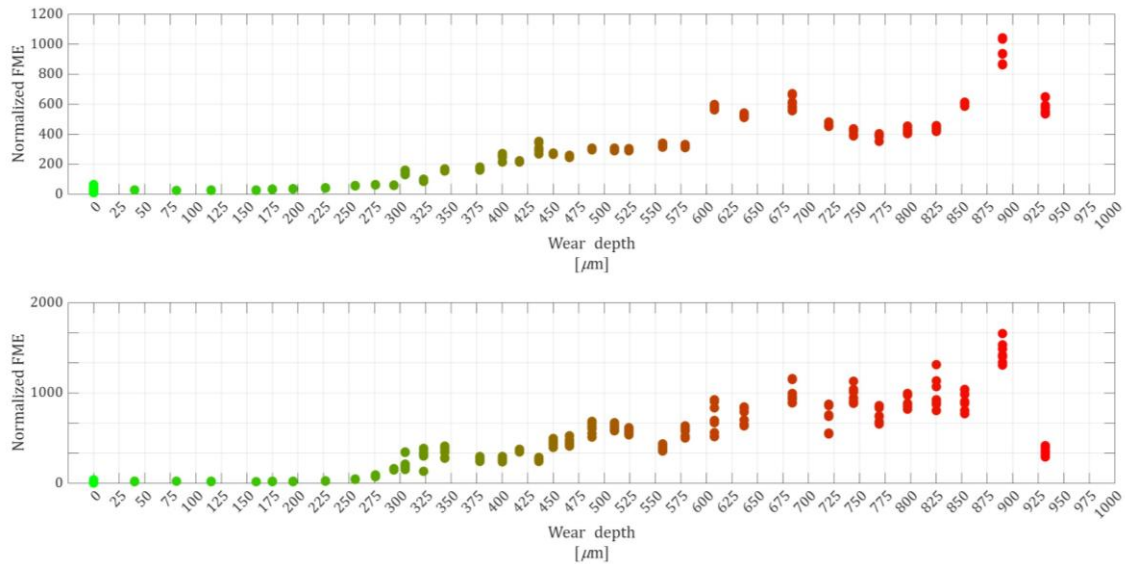 1200
1000
800
600
400
200
0
Normalized FME
0 25 50 75 100 125 150 175 200 225 250 275 300 325 350 375 400 425 450 475 500 525 550 575 600 625 650 675 700 725 750 775 800 825 850 875 900 925 950 975 1000
Wear depth
[μm]
2000
1000
0
Normalized FME
0 25 50 75 100 125 150 175 200 225 250 275 300 325 350 375 400 425 450 475 500 525 550 575 600 625 650 675 700 725 750 775 800 825 850 875 900 925 950 975 1000
Wear depth
[μm]